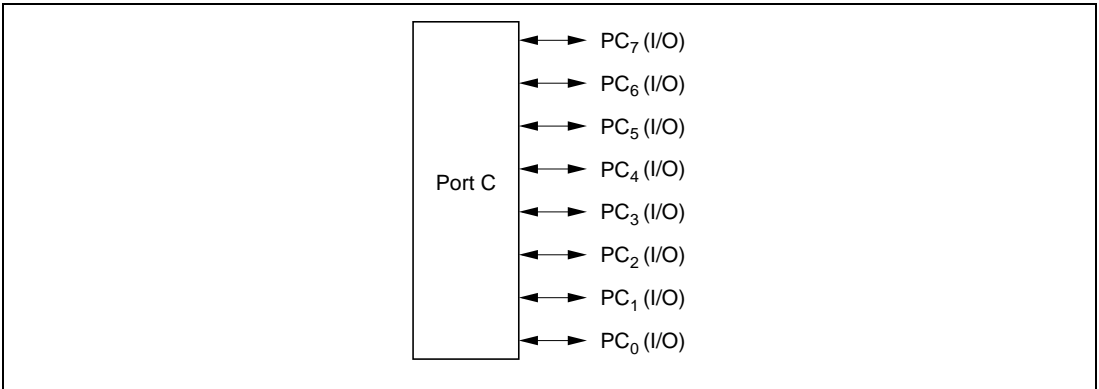 PC7 (I/O)
PC6 (I/O)
PC5 (I/O)
PC4 (I/O)
Port C
PC3 (I/O)
PC2 (I/O)
PC1 (I/O)
PC0 (I/O)